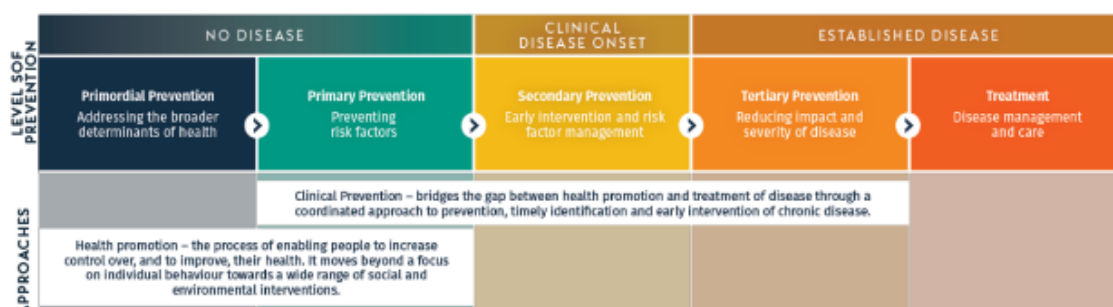 NO DISEASE
CLINICAL
DISEASE ONSET
ESTABLISHED DISEASE
LEVEL SOF
PREVENTION
Primordial Prevention
Addressing the broader
determinants of health
Primary Prevention
Preventing
risk factors
Secondary Prevention
Early intervention and risk
factor management
Tertiary Prevention
Reducing impact and
severity of disease
Treatment
Disease management
and care
APPROACHES
Clinical Prevention – bridges the gap between health promotion and treatment of disease through a
coordinated approach to prevention, timely identification and early intervention of chronic disease.
Health promotion – the process of enabling people to increase
control over, and to improve, their health. It moves beyond a focus
on individual behaviour towards a wide range of social and
environmental interventions.